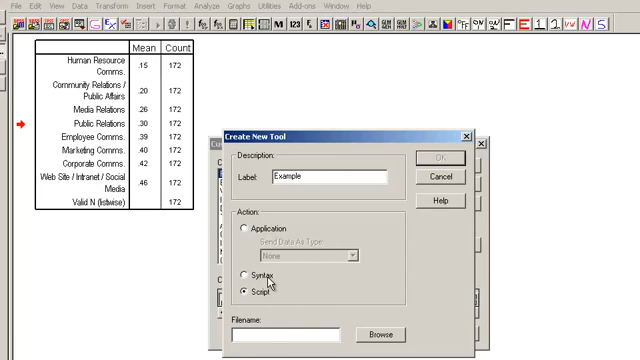 File Edit View Data Transform Insert Format Analyze Graphs Utilities Add-ons Window Help
Mean Count
Human Resource Comms. .15 172
Community Relations / Public Affairs .20 172
Media Relations .26 172
Public Relations .30 172
Employee Comms. .39 172
Marketing Comms. .40 172
Corporate Comms. .42 172
Web Site / Intranet / Social Media .46 172
Valid N (listwise) 172
Create New Tool
Description:
Label: Example
OK
Cancel
Help
Action:
Application
Send Data As Type:
None
Syntax
Script
Filename:
Browse